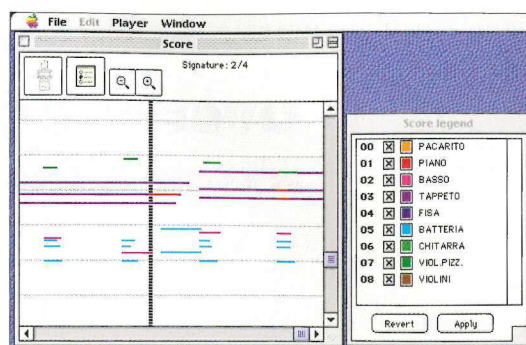 File Edit Player Window
Score
Signature: 2/4
Score legend
00 PACARITO
01 PIANO
02 BASSO
03 TAPPETO
04 FISA
05 BATTERIA
06 CHITARRA
07 VIOL.PIZZ.
08 VIOLINI
Revert Apply